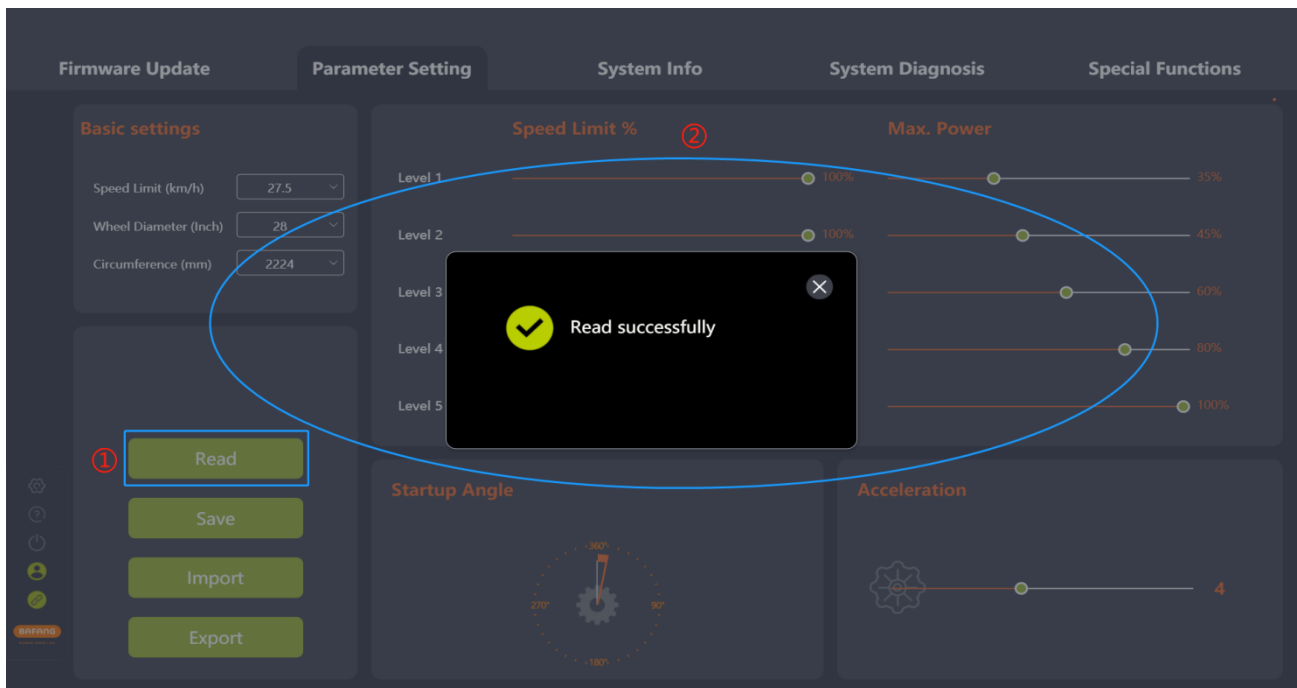 Firmware Update
Parameter Setting
System Info
System Diagnosis
Special Functions
Basic settings
Speed Limit (km/h) 27.5
Wheel Diameter (Inch) 28
Circumference (mm) 2224
①
Read
Save
Import
Export
BAFANG
Speed Limit %
②
Max. Power
Level 1 100% 35%
Level 2 100% 45%
Level 3 60%
Level 4 80%
Level 5 100%
Read successfully
Startup Angle
360°
270° 90°
180°
Acceleration
4